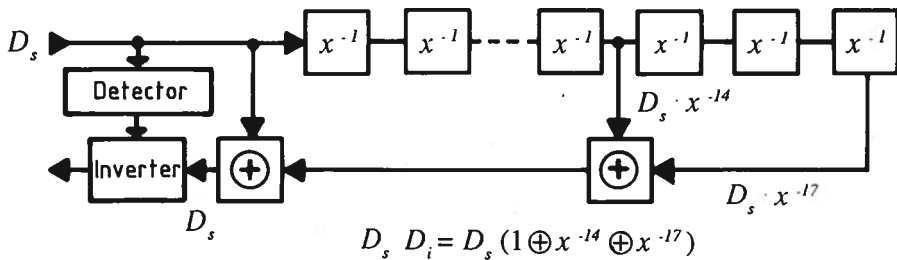 D_s x⁻¹ x⁻¹ x⁻¹ x⁻¹ x⁻¹ x⁻¹
Detector
D_s · x⁻¹⁴
Inverter ⊕ ⊕
D_s
D_s · x⁻¹⁷
D_s D_i = D_s (1 ⊕ x⁻¹⁴ ⊕ x⁻¹⁷)